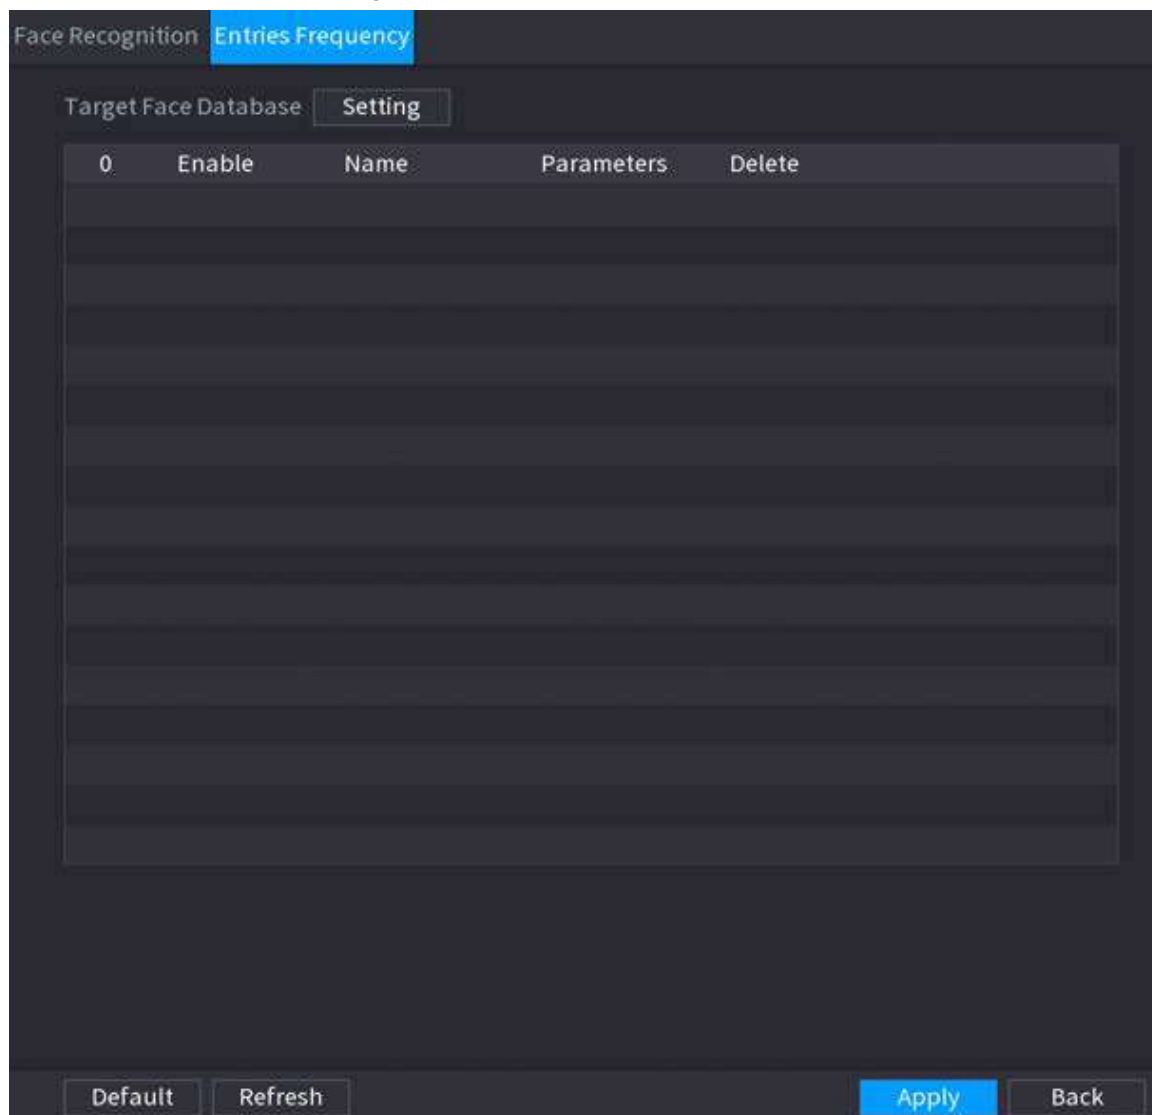 Face Recognition Entries Frequency
Target Face Database Setting
0 Enable Name Parameters Delete
Default Refresh Apply Back